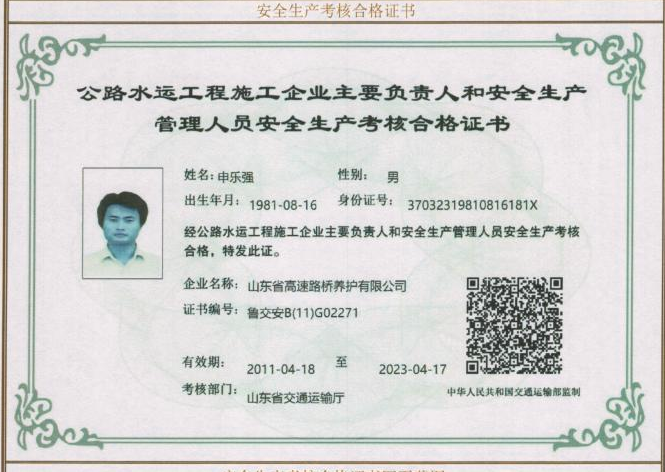 安全生产考核合格证书
公路水运工程施工企业主要负责人和安全生产
管理人员安全生产考核合格证书
姓名: 申乐强 性别: 男
出生年月: 1981-08-16 身份证号: 37032319810816181X
经公路水运工程施工企业主要负责人和安全生产管理人员安全生产考核
合格，特发此证。
企业名称: 山东省高速路桥养护有限公司
证书编号: 鲁交安B(11)G02271
有效期: 2011-04-18 至 2023-04-17
考核部门: 山东省交通运输厅
中华人民共和国交通运输部监制